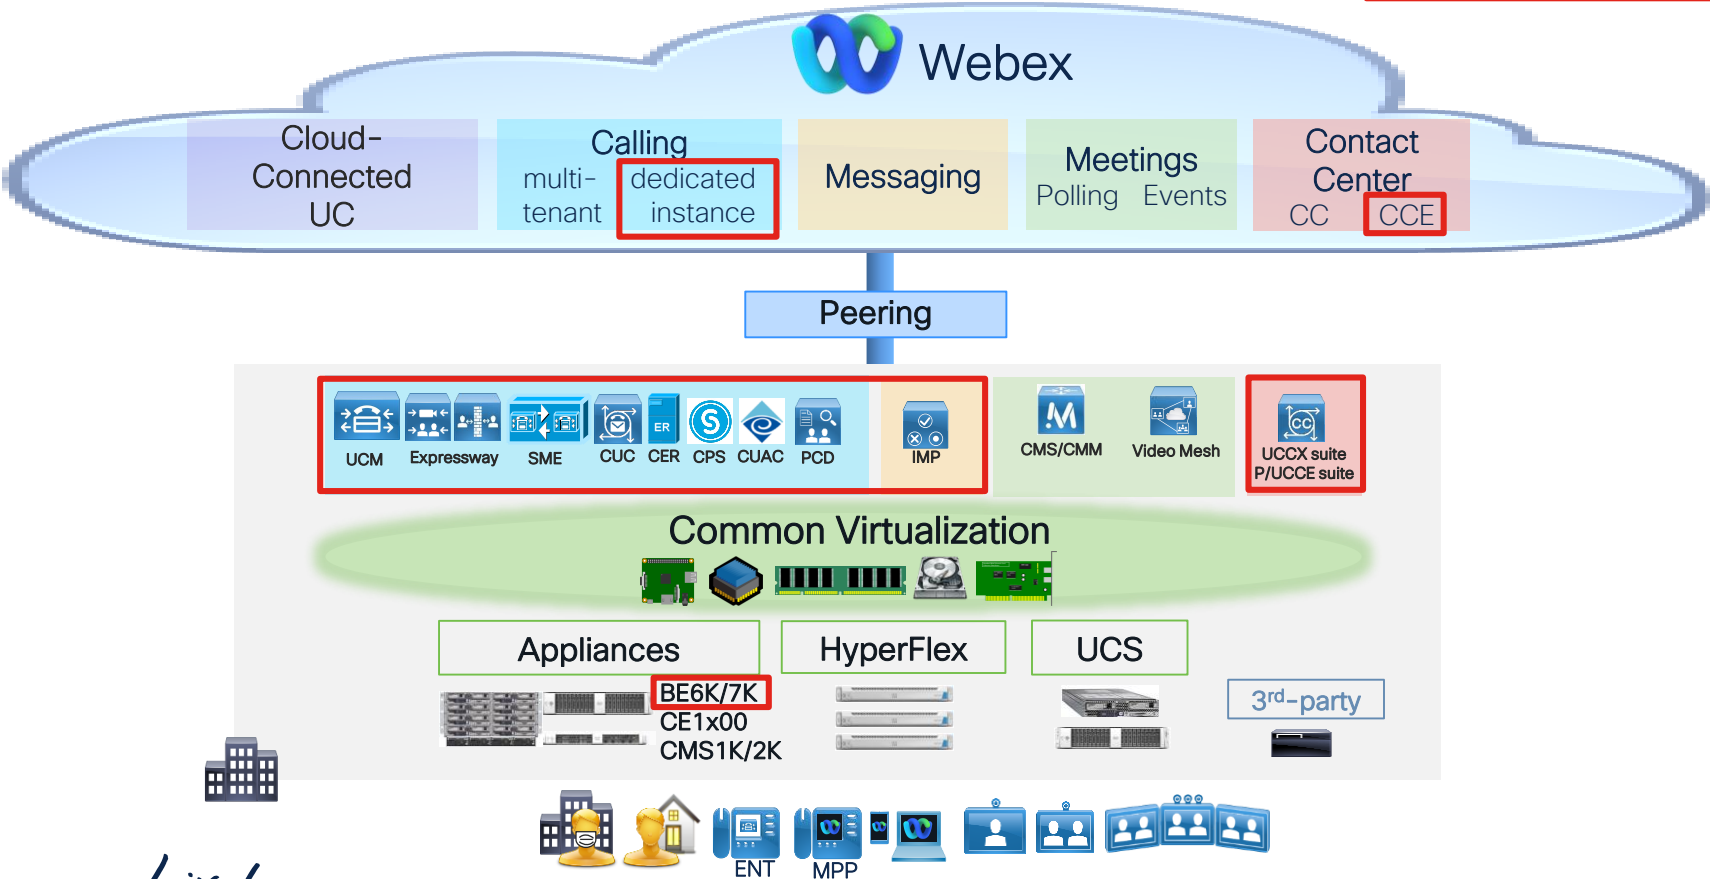 Webex
Cloud-
Connected
UC
Calling
multi-
tenant
dedicated
instance
Messaging
Meetings
Polling Events
Contact
Center
CC CCE
Peering
UCM
Expressway
SME
CUC
CER
CPS
CUAC
PCD
IMP
CMS/CMM
Video Mesh
UCCX suite
P/UCCE suite
ER
S
M
CC
Common Virtualization
Appliances
HyperFlex
UCS
BE6K/7K
CE1x00
CMS1K/2K
3rd-party
ENT
MPP